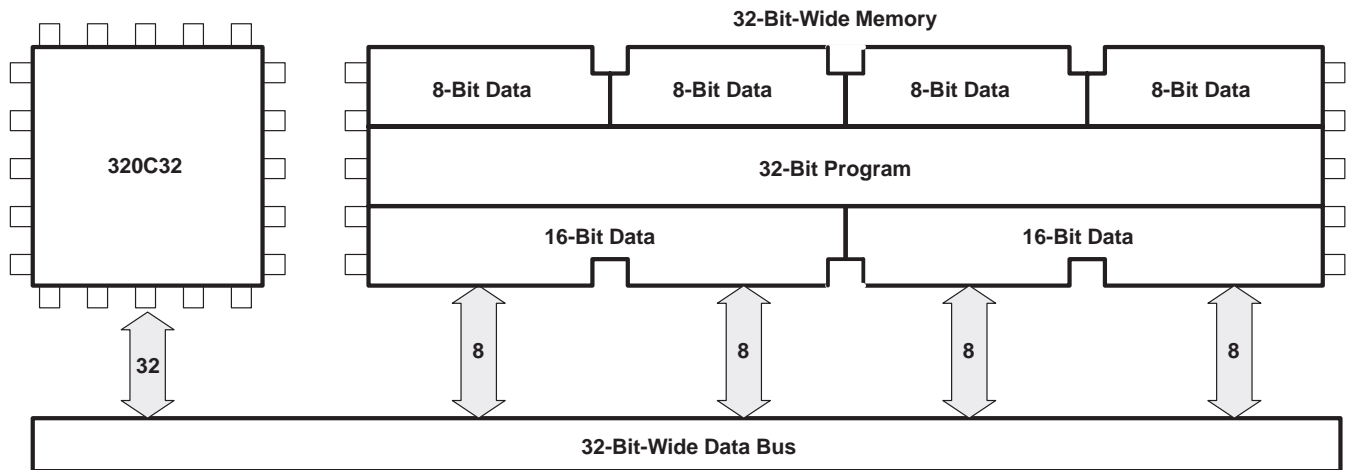 32-Bit-Wide Memory
8-Bit Data
8-Bit Data
8-Bit Data
8-Bit Data
320C32
32-Bit Program
16-Bit Data
16-Bit Data
32
8
8
8
8
32-Bit-Wide Data Bus